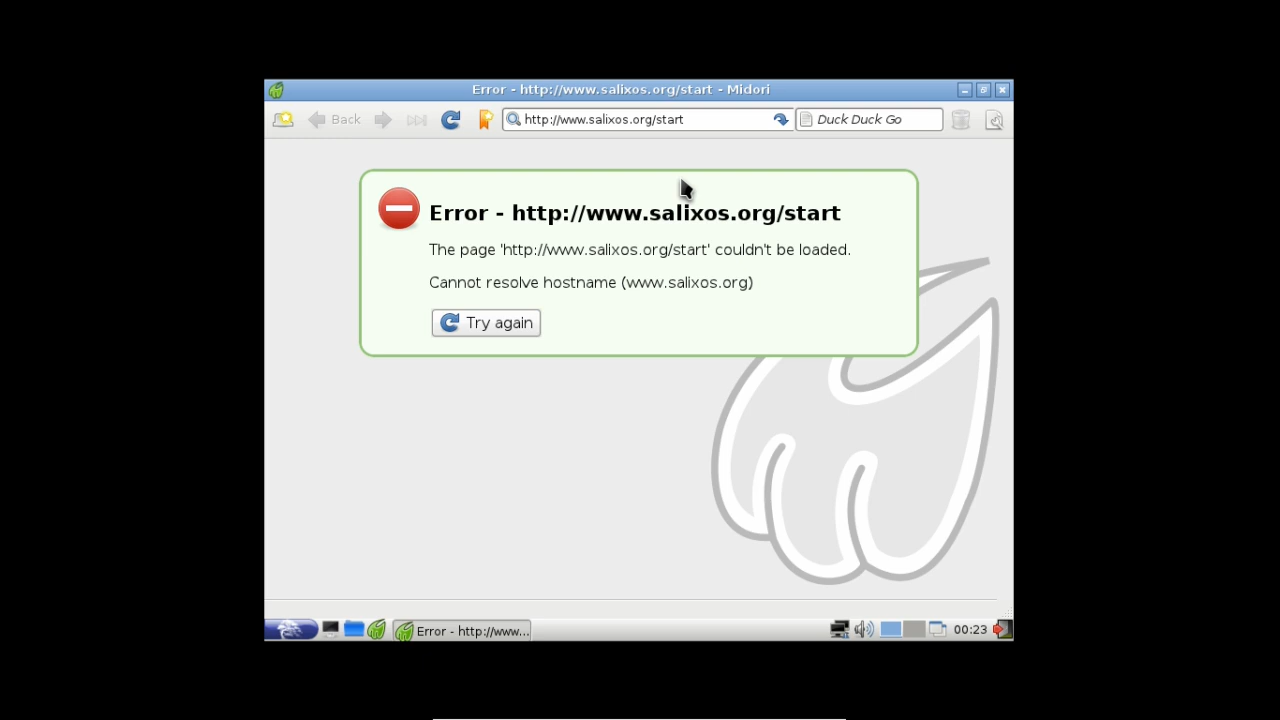 Error - http://www.salixos.org/start - Midori
Back
http://www.salixos.org/start
Duck Duck Go
Error - http://www.salixos.org/start
The page 'http://www.salixos.org/start' couldn't be loaded.
Cannot resolve hostname (www.salixos.org)
Try again
Error - http://www...
00:23